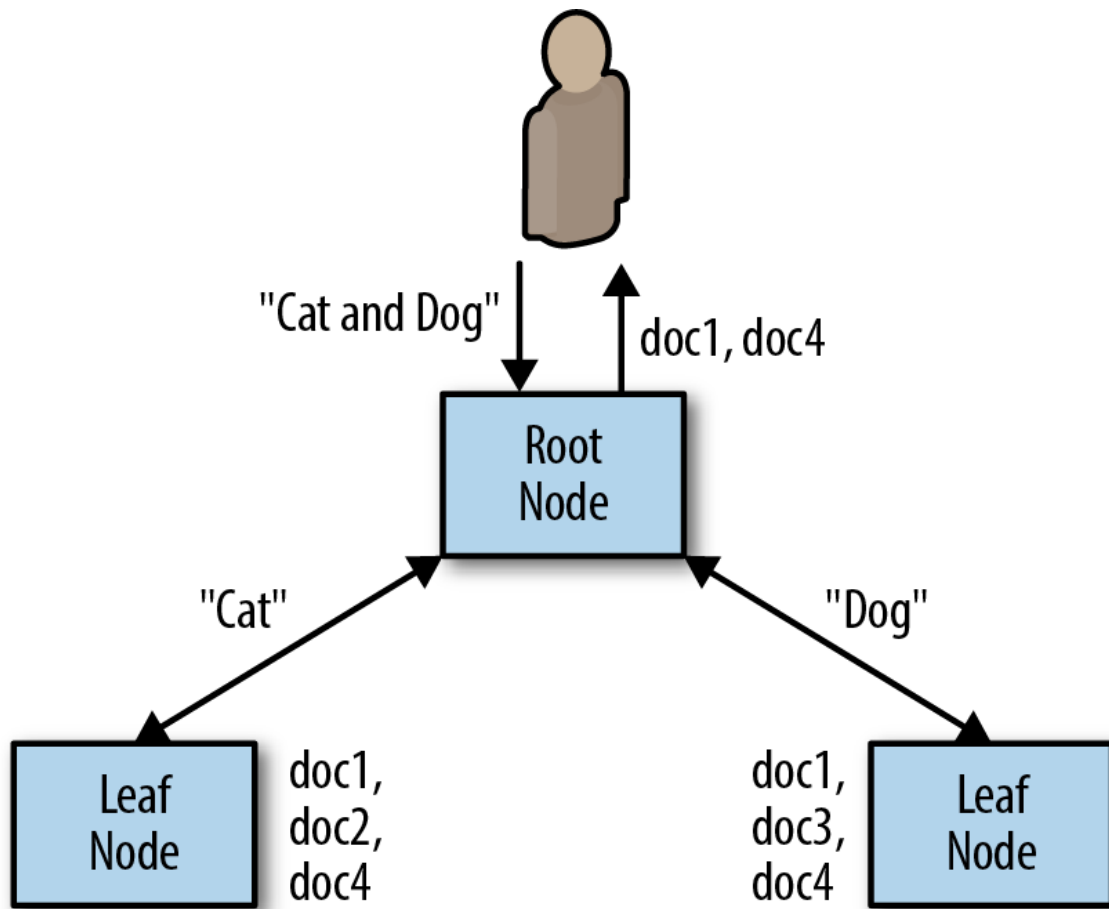 "Cat and Dog"
doc1, doc4
Root
Node
"Cat"
"Dog"
Leaf
Node
doc1,
doc2,
doc4
doc1,
doc3,
doc4
Leaf
Node